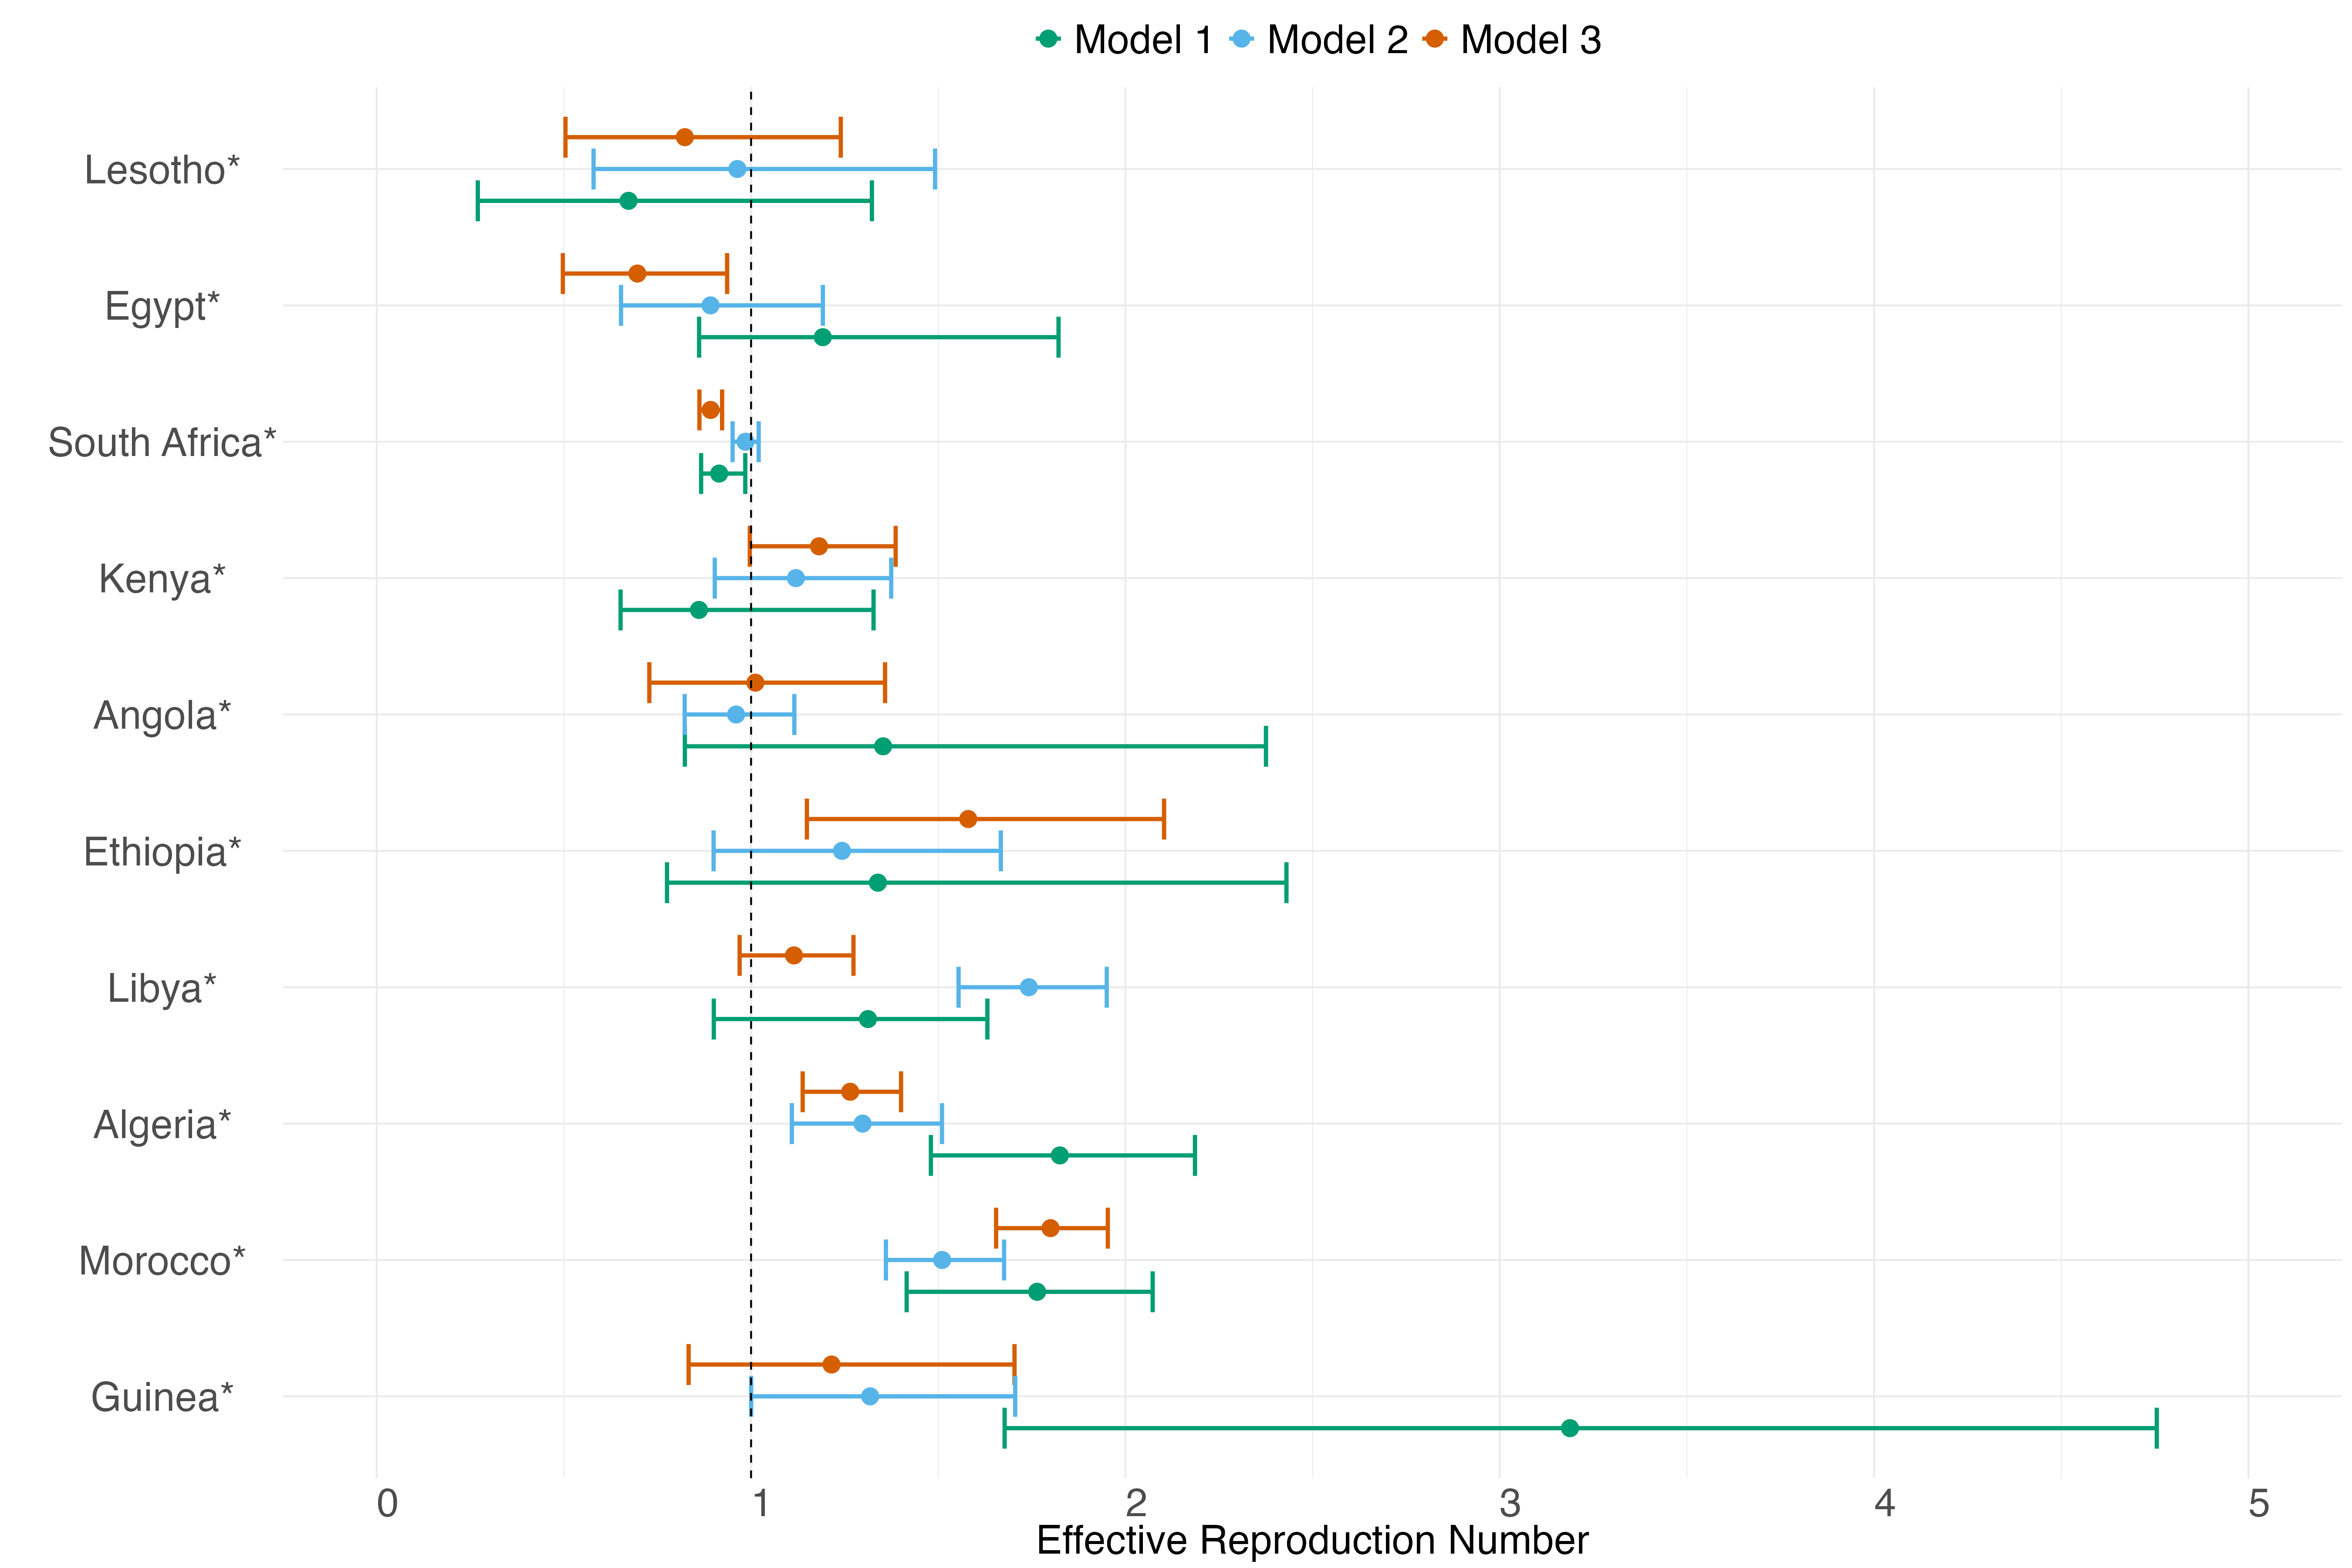 Model 1 Model 2 Model 3
Lesotho*
Egypt*
South Africa*
Kenya*
Angola*
Ethiopia*
Libya*
Algeria*
Morocco*
Guinea*
0 1 2 3 4 5
Effective Reproduction Number